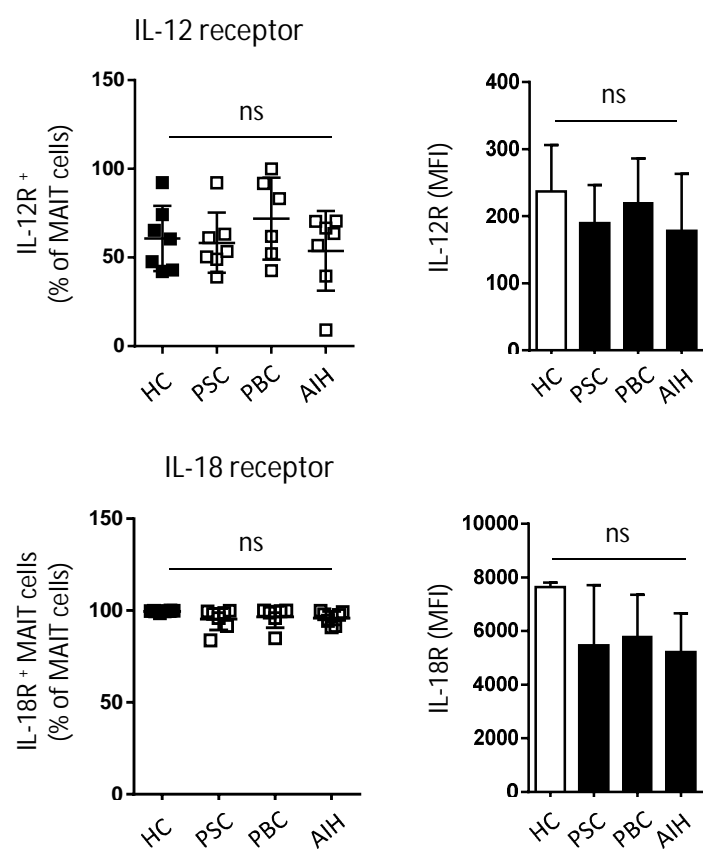 IL-12 receptor
150
100
50
0
IL-12R +
(% of MAIT cells)
ns
HC
PSC
PBC
AIH
400
300
200
100
0
IL-12R (MFI)
ns
HC
PSC
PBC
AIH
IL-18 receptor
150
100
50
0
IL-18R + MAIT cells
(% of MAIT cells)
ns
HC
PSC
PBC
AIH
10000
8000
6000
4000
2000
0
IL-18R (MFI)
ns
HC
PSC
PBC
AIH